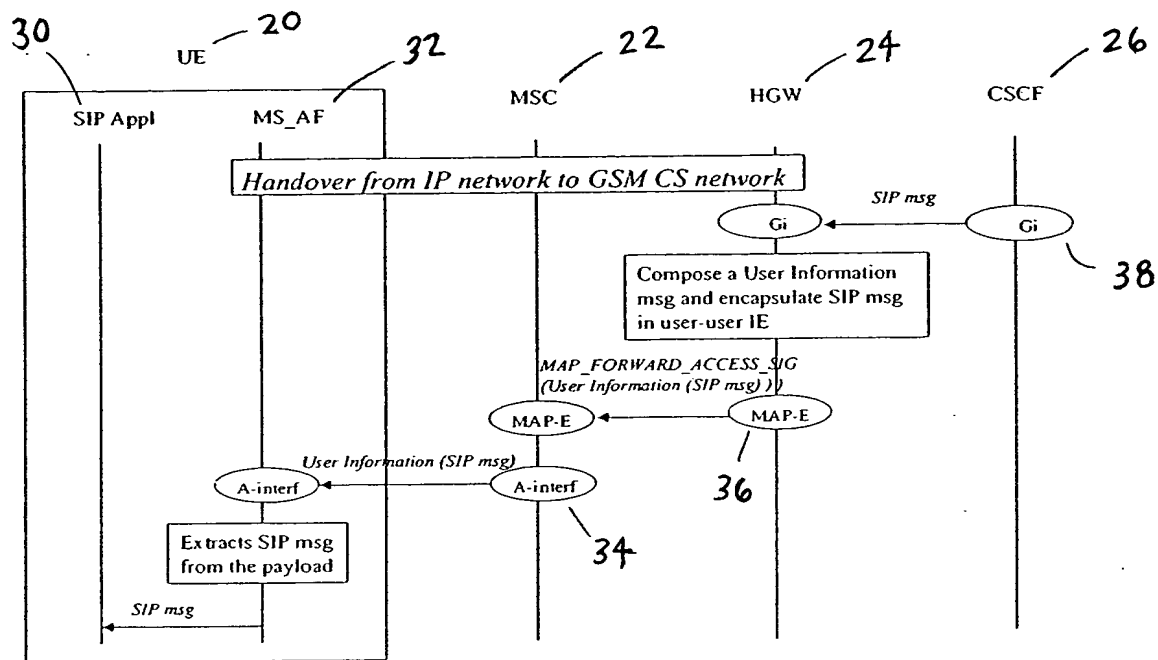 30
UE
20
32
22
24
26
SIP Appl
MS_AF
MSC
HGW
CSCF
Handover from IP network to GSM CS network
SIP msg
Gi
Gi
38
Compose a User Information
msg and encapsulate SIP msg
in user-user IE
MAP_FORWARD_ACCESS_SIG
(User Information (SIP msg) ) )
MAP-E
MAP-E
36
User Information (SIP msg)
A-interf
A-interf
34
Extracts SIP msg
from the payload
SIP msg